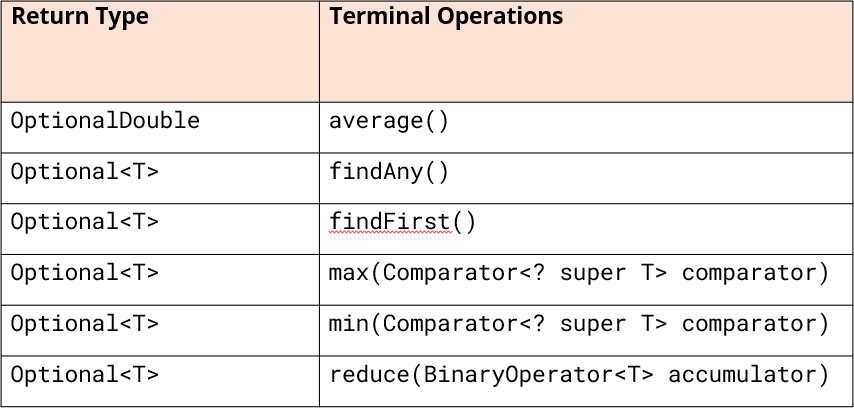 Return Type Terminal Operations
OptionalDouble average()
Optional<T> findAny()
Optional<T> findFirst()
Optional<T> max(Comparator<? super T> comparator)
Optional<T> min(Comparator<? super T> comparator)
Optional<T> reduce(BinaryOperator<T> accumulator)